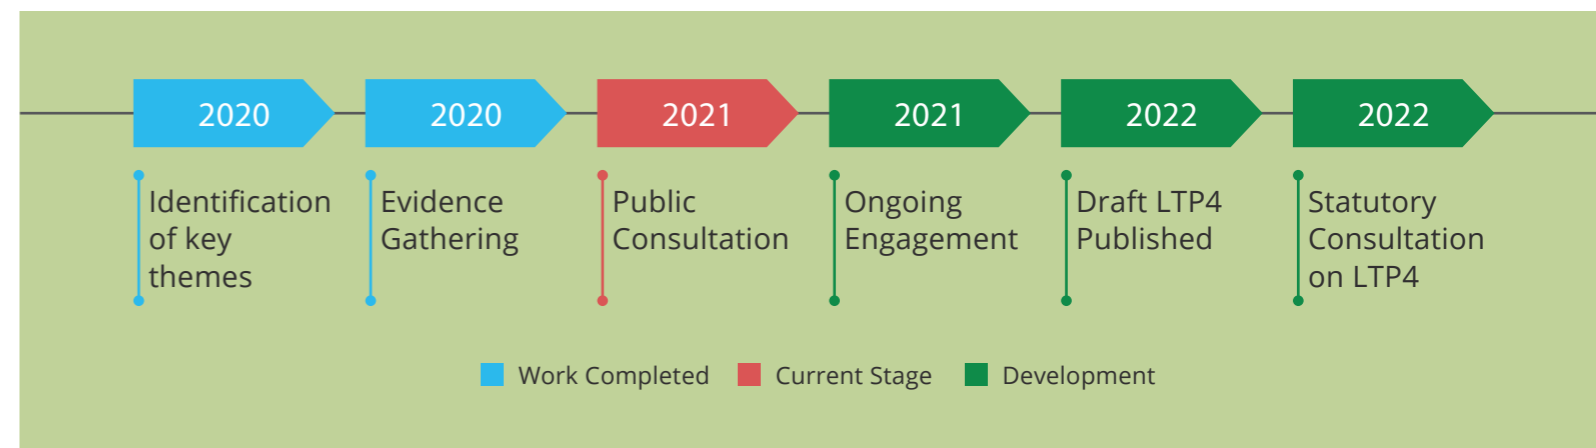 2020
2020
2021
2021
2022
2022
Identification
of key
themes
Evidence
Gathering
Public
Consultation
Ongoing
Engagement
Draft LTP4
Published
Statutory
Consultation
on LTP4
Work Completed
Current Stage
Development